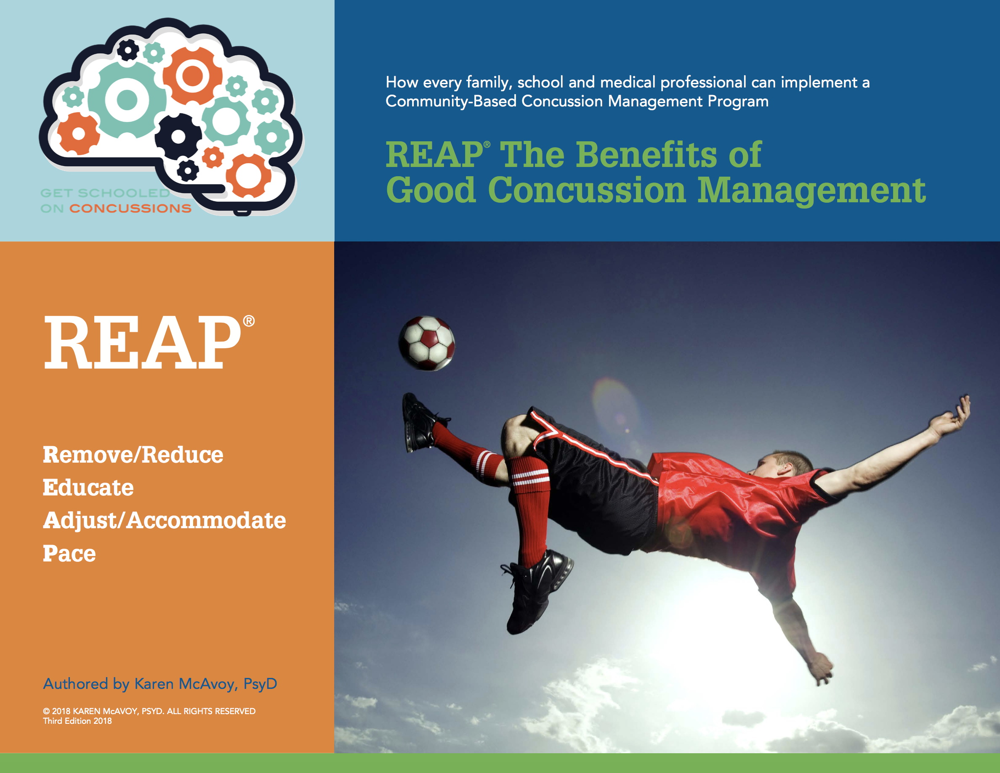 GET SCHOOLED
ON CONCUSSIONS
How every family, school and medical professional can implement a
Community-Based Concussion Management Program
REAP® The Benefits of
Good Concussion Management
REAP®
Remove/Reduce
Educate
Adjust/Accommodate
Pace
Authored by Karen McAvoy, PsyD
© 2018 KAREN McAVOY, PSYD. ALL RIGHTS RESERVED
Third Edition 2018